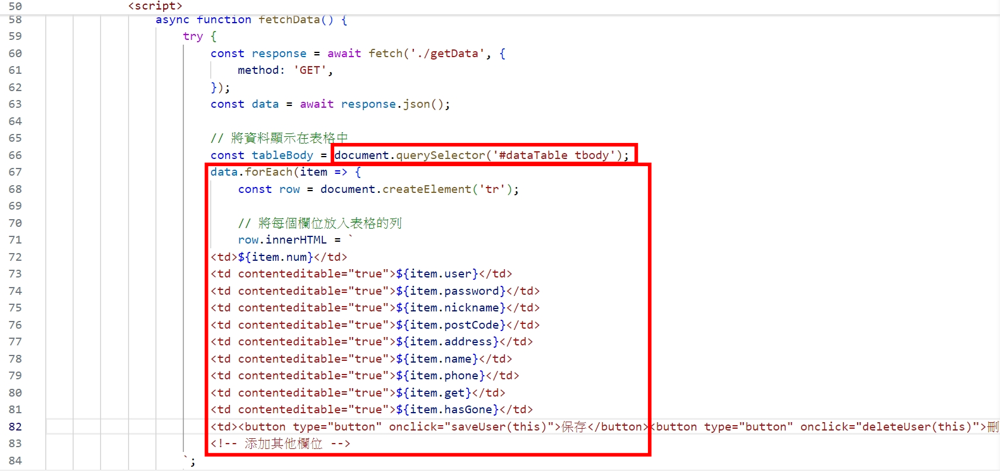 50 <script>
58 async function fetchData() {
59 try {
60 const response = await fetch('./getData', {
61 method: 'GET',
62 });
63 const data = await response.json();
64
65 // 將資料顯示在表格中
66 const tableBody = document.querySelector('#dataTable tbody');
67 data.forEach(item => {
68 const row = document.createElement('tr');
69
70 // 將每個欄位放入表格的列
71 row.innerHTML = `
72 <td>${item.num}</td>
73 <td contenteditable="true">${item.user}</td>
74 <td contenteditable="true">${item.password}</td>
75 <td contenteditable="true">${item.nickname}</td>
76 <td contenteditable="true">${item.postCode}</td>
77 <td contenteditable="true">${item.address}</td>
78 <td contenteditable="true">${item.name}</td>
79 <td contenteditable="true">${item.phone}</td>
80 <td contenteditable="true">${item.get}</td>
81 <td contenteditable="true">${item.hasGone}</td>
82 <td><button type="button" onclick="saveUser(this)">保存</button><button type="button" onclick="deleteUser(this)">刪
83 <!-- 添加其他欄位 -->
84 `;